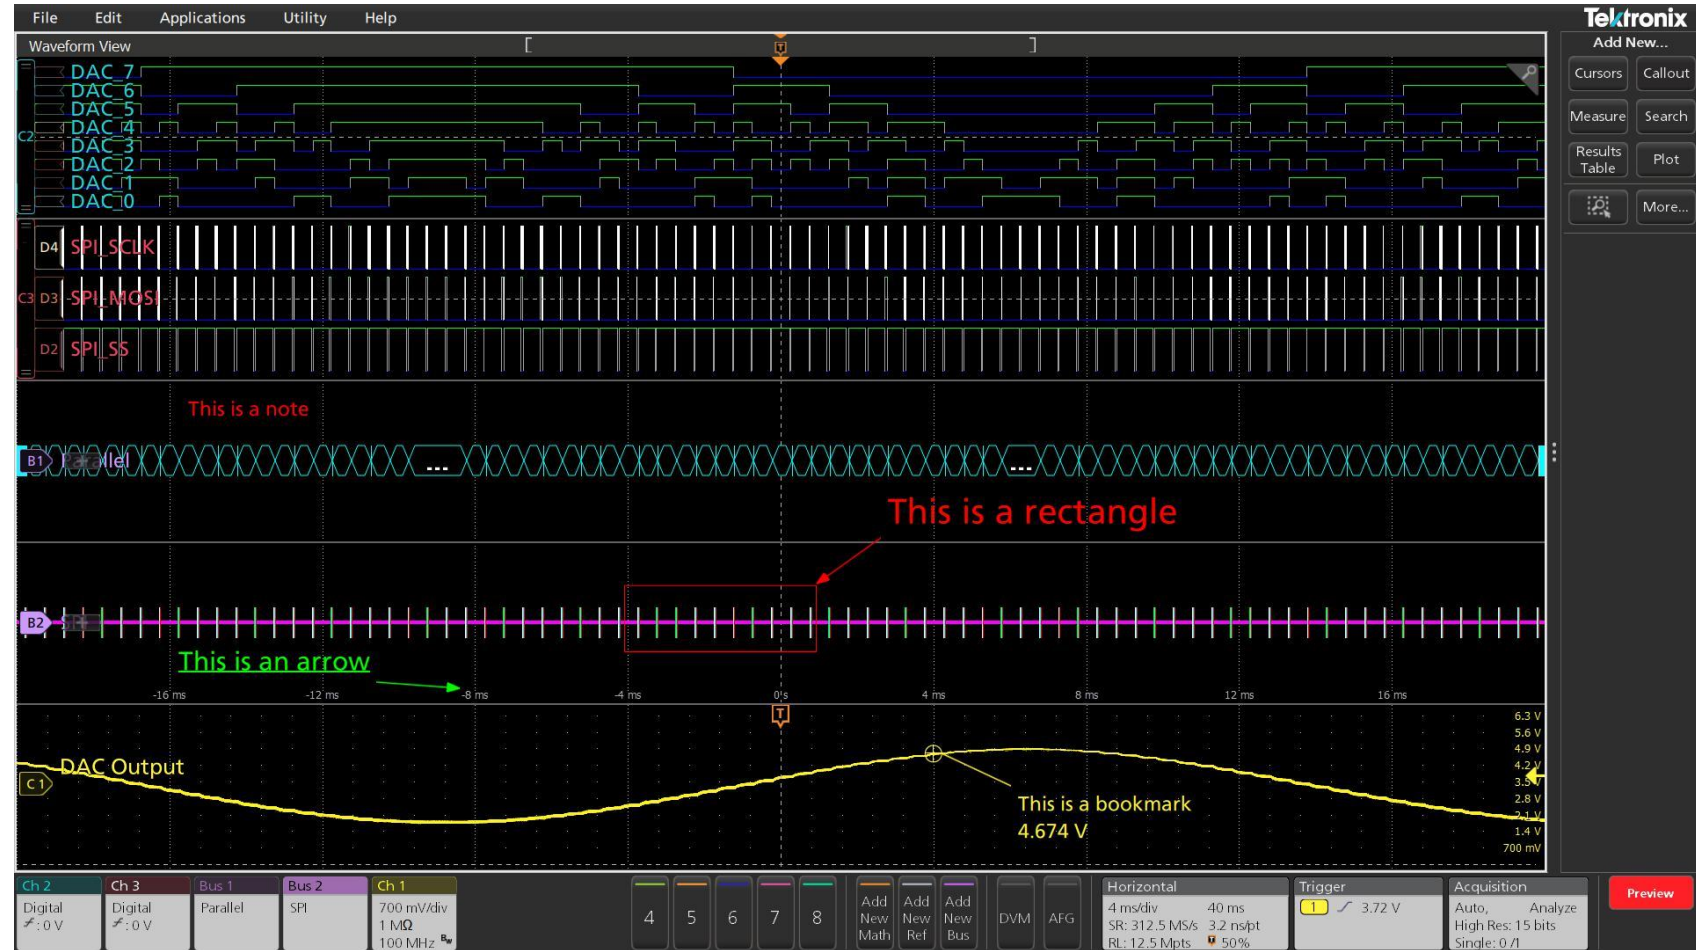 File Edit Applications Utility Help
Tektronix
Waveform View
Add New...
Cursors Callout
Measure Search
Results Table Plot
More...
T
DAC_7
DAC_6
DAC_5
DAC_4
DAC_3
DAC_2
DAC_1
DAC_0
C2
D4 SPI_SCLK
C3 D3 SPI_MOSI
D2 SPI_SS
This is a note
B1 Parallel
...
...
This is a rectangle
B2
This is an arrow
-16 ms -12 ms -8 ms -4 ms 0 s 4 ms 8 ms 12 ms 16 ms
T
6.3 V
5.6 V
4.9 V
4.2 V
3.5 V
2.8 V
2.1 V
1.4 V
700 mV
DAC Output
C1
This is a bookmark
4.674 V
Ch 2
Digital
: 0 V
Ch 3
Digital
: 0 V
Bus 1
Parallel
Bus 2
SPI
Ch 1
700 mV/div
1 MΩ
100 MHz Bw
4 5 6 7 8
Add New Math
Add New Ref
Add New Bus
DVM
AFG
Horizontal
4 ms/div 40 ms
SR: 312.5 MS/s 3.2 ns/pt
RL: 12.5 Mpts 50%
Trigger
1 3.72 V
Acquisition
Auto, Analyze
High Res: 15 bits
Single: 0 /1
Preview